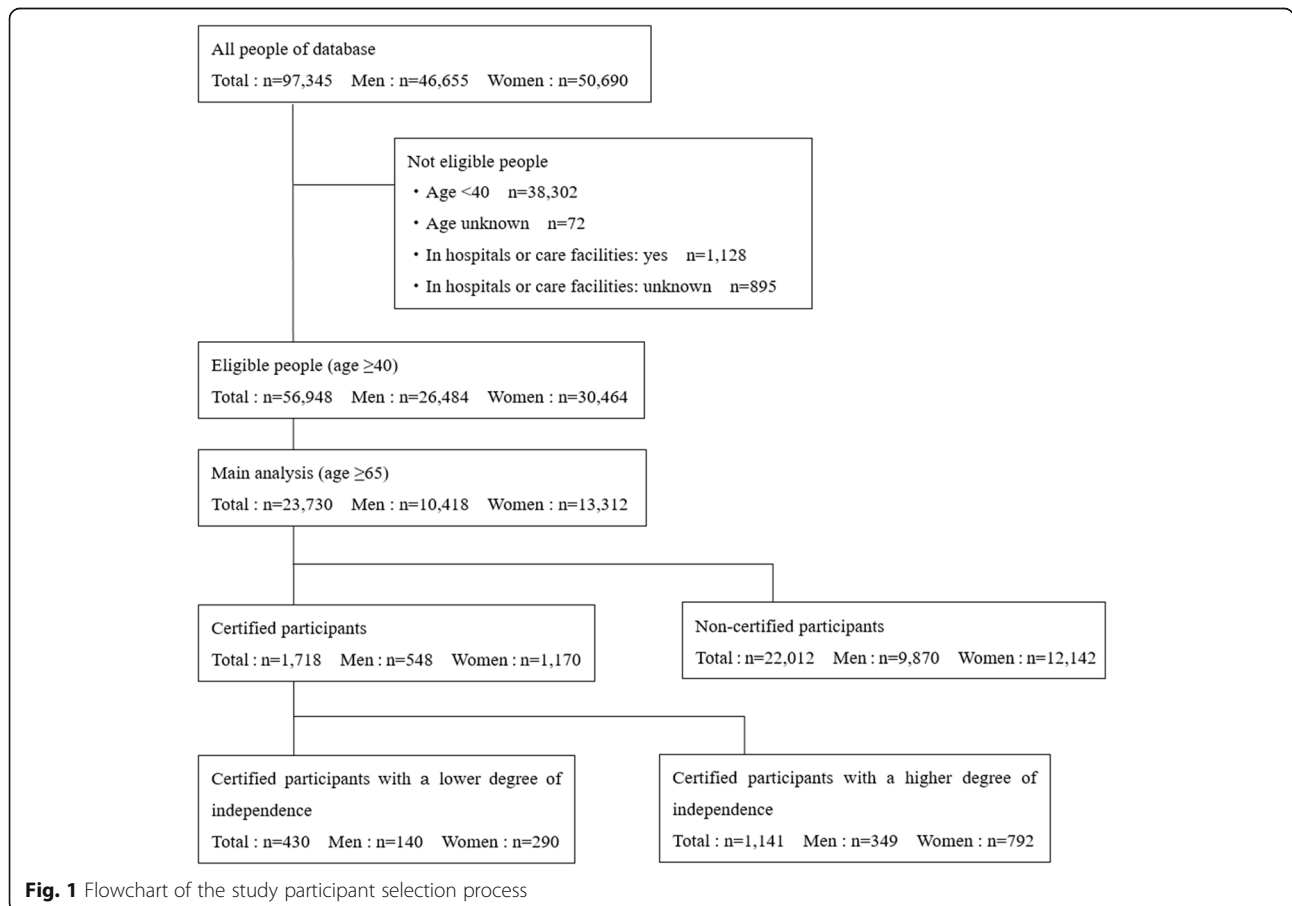 All people of database
Total : n=97,345 Men : n=46,655 Women : n=50,690
Not eligible people
・Age <40 n=38,302
・Age unknown n=72
・In hospitals or care facilities: yes n=1,128
・In hospitals or care facilities: unknown n=895
Eligible people (age ≥40)
Total : n=56,948 Men : n=26,484 Women : n=30,464
Main analysis (age ≥65)
Total : n=23,730 Men : n=10,418 Women : n=13,312
Certified participants
Total : n=1,718 Men : n=548 Women : n=1,170
Non-certified participants
Total : n=22,012 Men : n=9,870 Women : n=12,142
Certified participants with a lower degree of
independence
Total : n=430 Men : n=140 Women : n=290
Certified participants with a higher degree of
independence
Total : n=1,141 Men : n=349 Women : n=792
Fig. 1 Flowchart of the study participant selection process